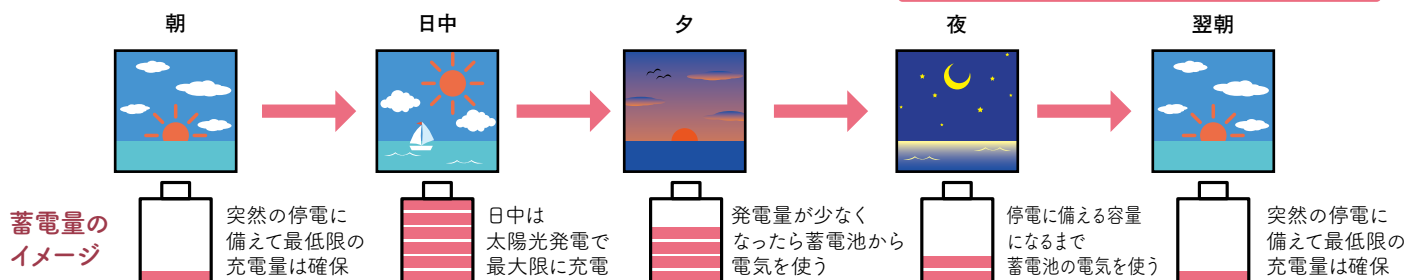 朝
日中
夕
夜
翌朝
蓄電量の
イメージ
突然の停電に
備えて最低限の
充電量は確保
日中は
太陽光発電で
最大限に充電
発電量が少なく
なったら蓄電池から
電気を使う
停電に備える容量
になるまで
蓄電池の電気を使う
突然の停電に
備えて最低限の
充電量は確保